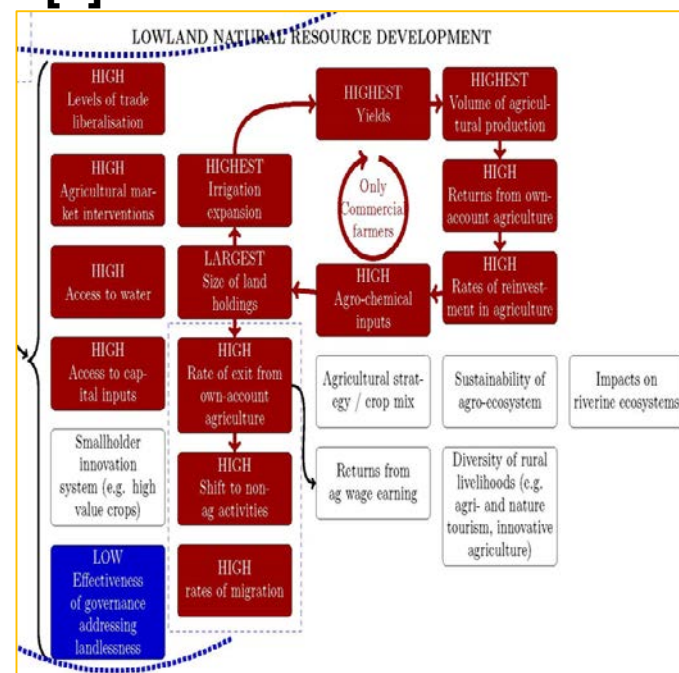 LOWLAND NATURAL RESOURCE DEVELOPMENT
HIGH
Levels of trade
liberalisation
HIGH
Agricultural mar-
ket interventions
HIGH
Access to water
HIGH
Access to cap-
ital inputs
Smallholder
innovation
system (e.g. high
value crops)
LOW
Effectiveness
of governance
addressing
landlessness
HIGHEST
Irrigation
expansion
LARGEST
Size of land
holdings
HIGH
Rate of exit from
own-account
agriculture
HIGH
Shift to non-
ag activities
HIGH
rates of migration
HIGHEST
Yields
Only
Commercial
farmers
HIGH
Agro-chemical
inputs
HIGHEST
Volume of agricul-
tural production
HIGH
Returns from own-
account agriculture
HIGH
Rates of reinvest-
ment in agriculture
Agricultural strat-
egy / crop mix
Sustainability of
agro-ecosystem
Impacts on
riverine ecosystems
Returns from
ag wage earning
Diversity of rural
livelihoods (e.g.
agri- and nature
tourism, innovative
agriculture)